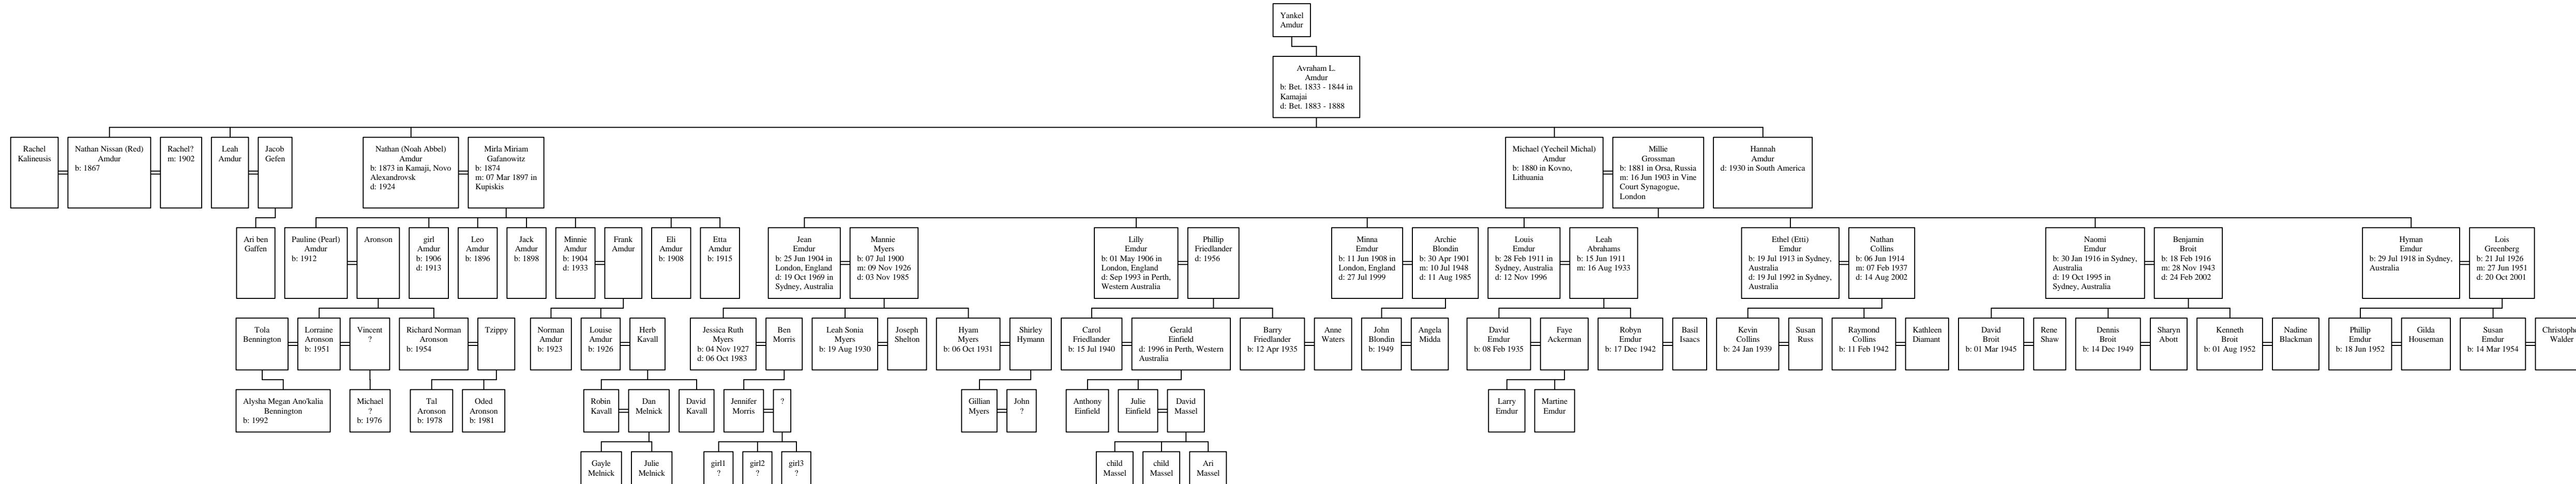 Yankel
Amdur
Avraham L.
Amdur
b: Bet. 1833 - 1844 in
Kamajai
d: Bet. 1883 - 1888
Rachel
Kalineusis
Nathan Nissan (Red)
Amdur
b: 1867
Rachel?
m: 1902
Leah
Amdur
Jacob
Gefen
Nathan (Noah Abbel)
Amdur
b: 1873 in Kamaji, Novo
Alexandrovsk
d: 1924
Mirla Miriam
Gafanowitz
b: 1874
m: 07 Mar 1897 in
Kupiskis
Michael (Yecheil Michal)
Amdur
b: 1880 in Kovno,
Lithuania
Millie
Grossman
b: 1881 in Orsa, Russia
m: 16 Jun 1903 in Vine
Court Synagogue,
London
Hannah
Amdur
d: 1930 in South America
Ari ben
Gaffen
Pauline (Pearl)
Amdur
b: 1912
Aronson
girl
Amdur
b: 1906
d: 1913
Leo
Amdur
b: 1896
Jack
Amdur
b: 1898
Minnie
Amdur
b: 1904
d: 1933
Frank
Amdur
Eli
Amdur
b: 1908
Etta
Amdur
b: 1915
Jean
Emdur
b: 25 Jun 1904 in
London, England
d: 19 Oct 1969 in
Sydney, Australia
Mannie
Myers
b: 07 Jul 1900
m: 09 Nov 1926
d: 03 Nov 1985
Lilly
Emdur
b: 01 May 1906 in
London, England
d: Sep 1993 in Perth,
Western Australia
Phillip
Friedlander
d: 1956
Minna
Emdur
b: 11 Jun 1908 in
London, England
d: 27 Jul 1999
Archie
Blondin
b: 30 Apr 1901
m: 10 Jul 1948
d: 11 Aug 1985
Louis
Emdur
b: 28 Feb 1911 in
Sydney, Australia
d: 12 Nov 1996
Leah
Abrahams
b: 15 Jun 1911
m: 16 Aug 1933
Ethel (Etti)
Emdur
b: 19 Jul 1913 in Sydney,
Australia
d: 19 Jul 1992 in Sydney,
Australia
Nathan
Collins
b: 06 Jun 1914
m: 07 Feb 1937
d: 14 Aug 2002
Naomi
Emdur
b: 30 Jan 1916 in Sydney,
Australia
d: 19 Oct 1995 in
Sydney, Australia
Benjamin
Broit
b: 18 Feb 1916
m: 28 Nov 1943
d: 24 Feb 2002
Hyman
Emdur
b: 29 Jul 1918 in Sydney,
Australia
Lois
Greenberg
b: 21 Jul 1926
m: 27 Jun 1951
d: 20 Oct 2001
Tola
Bennington
Lorraine
Aronson
b: 1951
Vincent
?
Richard Norman
Aronson
b: 1954
Tzippy
Norman
Amdur
b: 1923
Louise
Amdur
b: 1926
Herb
Kavall
Jessica Ruth
Myers
b: 04 Nov 1927
d: 06 Oct 1983
Ben
Morris
Leah Sonia
Myers
b: 19 Aug 1930
Joseph
Shelton
Hyam
Myers
b: 06 Oct 1931
Shirley
Hymann
Carol
Friedlander
b: 15 Jul 1940
Gerald
Einfield
d: 1996 in Perth, Western
Australia
Barry
Friedlander
b: 12 Apr 1935
Anne
Waters
John
Blondin
b: 1949
Angela
Midda
David
Emdur
b: 08 Feb 1935
Faye
Ackerman
Robyn
Emdur
b: 17 Dec 1942
Basil
Isaacs
Kevin
Collins
b: 24 Jan 1939
Susan
Russ
Raymond
Collins
b: 11 Feb 1942
Kathleen
Diamant
David
Broit
b: 01 Mar 1945
Rene
Shaw
Dennis
Broit
b: 14 Dec 1949
Sharyn
Abott
Kenneth
Broit
b: 01 Aug 1952
Nadine
Blackman
Phillip
Emdur
b: 18 Jun 1952
Gilda
Houseman
Susan
Emdur
b: 14 Mar 1954
Christophe
Walder
Alysha Megan Ano'kalia
Bennington
b: 1992
Michael
?
b: 1976
Tal
Aronson
b: 1978
Oded
Aronson
b: 1981
Robin
Kavall
Dan
Melnick
David
Kavall
Jennifer
Morris
?
Gillian
Myers
John
?
Anthony
Einfield
Julie
Einfield
David
Massel
Larry
Emdur
Martine
Emdur
Gayle
Melnick
Julie
Melnick
girl1
?
girl2
?
girl3
?
child
Massel
child
Massel
Ari
Massel